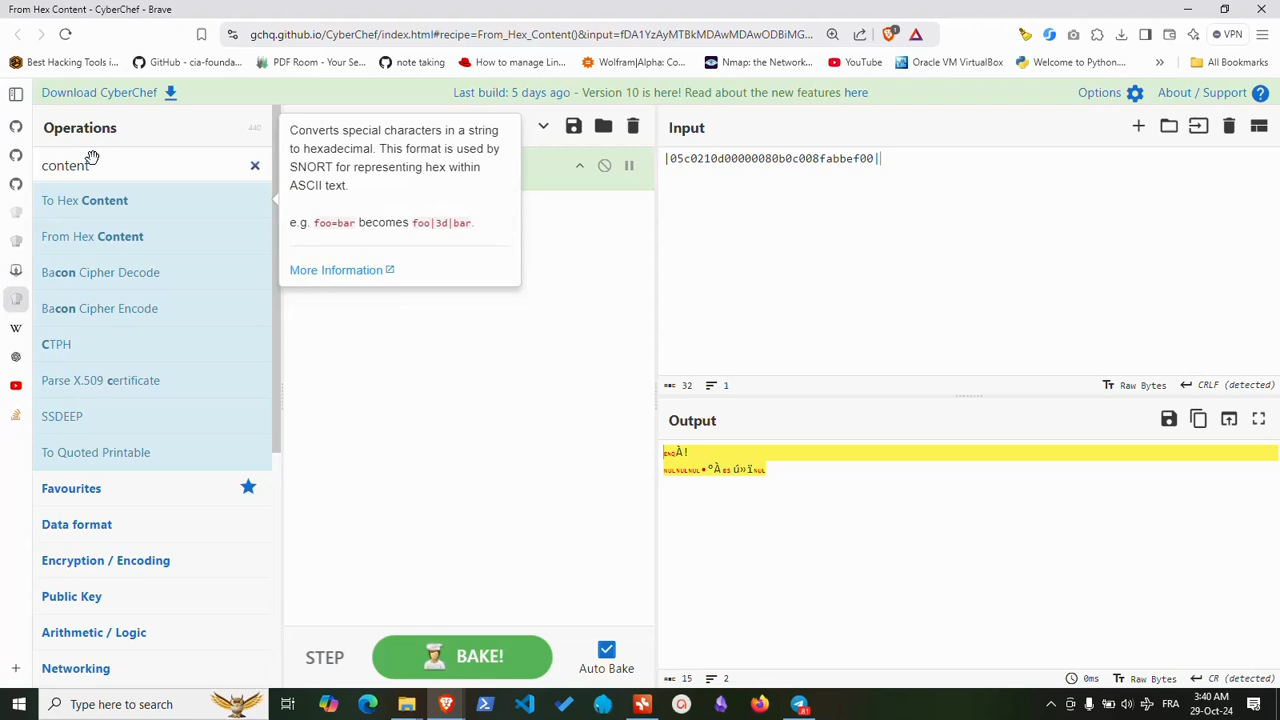 From Hex Content - CyberChef - Brave
gchq.github.io/CyberChef/index.html#recipe=From_Hex_Content()&input=fDA1YzAyMTBkMDAwMDAwODBiMG...
VPN
Best Hacking Tools i...
GitHub - cia-founda...
PDF Room - Your Se...
note taking
How to manage Lin...
Wolfram|Alpha: Co...
Nmap: the Network...
YouTube
Oracle VM VirtualBox
Welcome to Python....
All Bookmarks
Download CyberChef
Last build: 5 days ago - Version 10 is here! Read about the new features here
Options
About / Support
Operations
440
content
To Hex Content
From Hex Content
Bacon Cipher Decode
Bacon Cipher Encode
CTPH
Parse X.509 certificate
SSDEEP
To Quoted Printable
Favourites
Data format
Encryption / Encoding
Public Key
Arithmetic / Logic
Networking
Converts special characters in a string
to hexadecimal. This format is used by
SNORT for representing hex within
ASCII text.
e.g. foo=bar becomes foo|3d|bar.
More Information
STEP
BAKE!
Auto Bake
Input
|05c0210d00000080b0c008fabbef00|
32
1
Raw Bytes
CRLF (detected)
Output
ENQÀ!
NULNULNUL•°ÀBSú»ïNUL
15
2
0ms
Raw Bytes
CR (detected)
Type here to search
81
FRA
3:40 AM
29-Oct-24